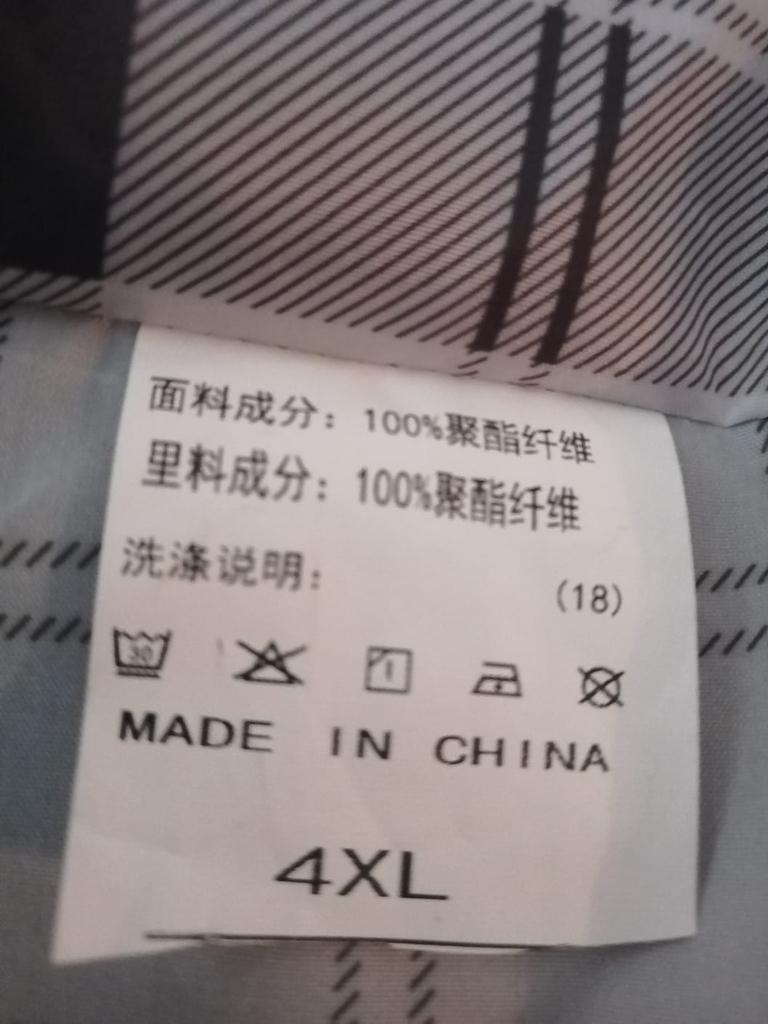 面料成分：100%聚酯纤维
里料成分：100%聚酯纤维
洗涤说明：
(18)
30
MADE IN CHINA
4XL